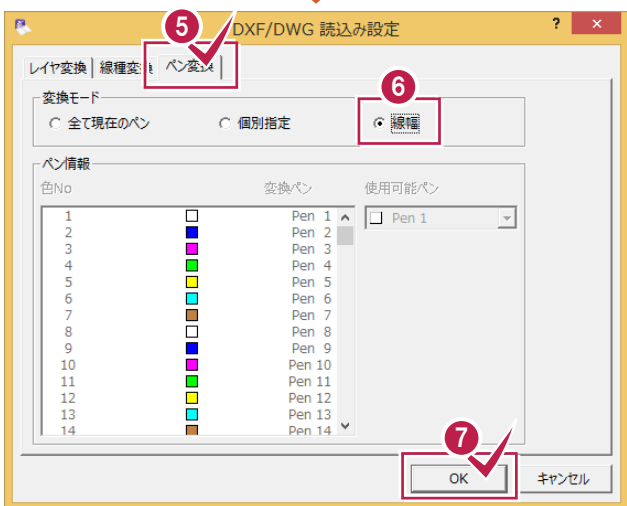 5
DXF/DWG 読込み設定
? ×
レイヤ変換 線種変 ペン変換
6
変換モード
全て現在のペン 個別指定 線幅
ペン情報
色No 変換ペン 使用可能ペン
1 Pen 1 Pen 1
2 Pen 2
3 Pen 3
4 Pen 4
5 Pen 5
6 Pen 6
7 Pen 7
8 Pen 8
9 Pen 9
10 Pen 10
11 Pen 11
12 Pen 12
13 Pen 13
14 Pen 14
7
OK キャンセル